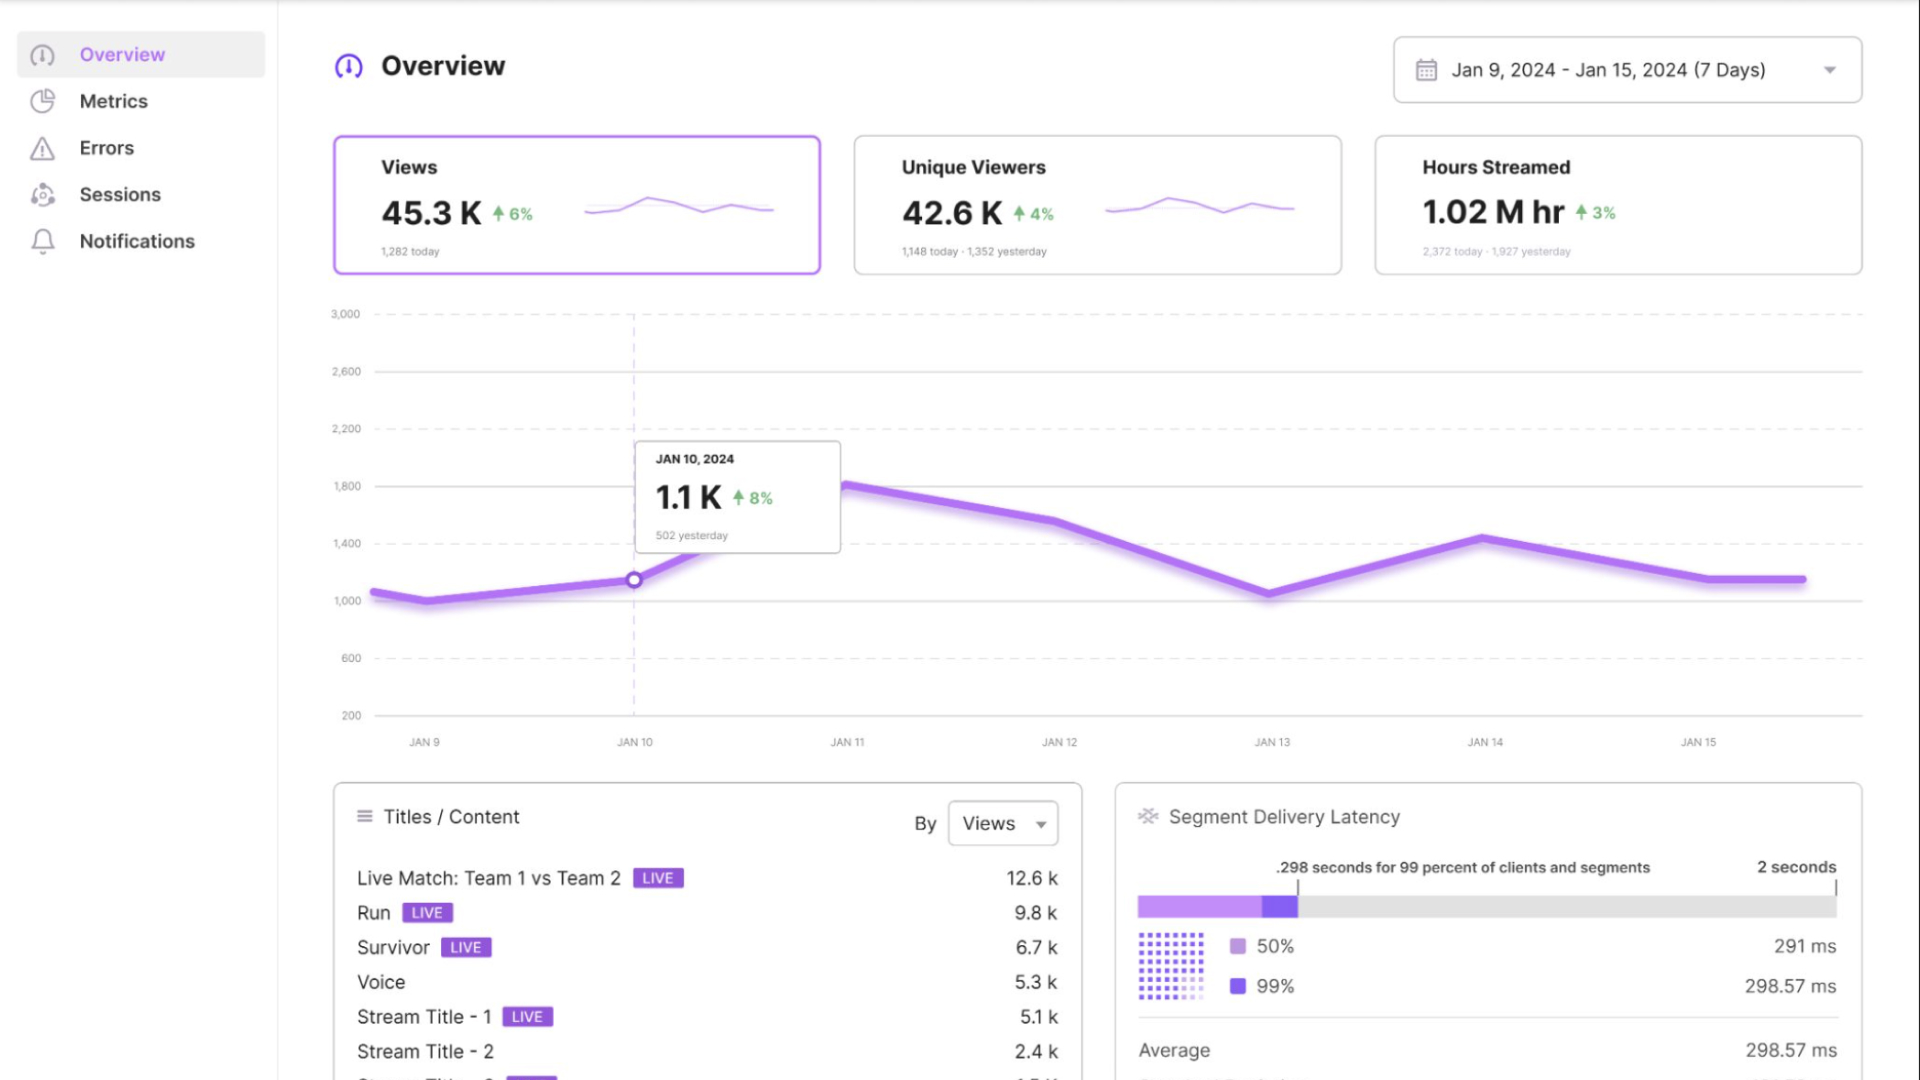 Overview
Metrics
Errors
Sessions
Notifications
Overview
Jan 9, 2024 - Jan 15, 2024 (7 Days)
Views
45.3 K 6%
1,282 today
Unique Viewers
42.6 K 4%
1,148 today · 1,352 yesterday
Hours Streamed
1.02 M hr 3%
2,372 today · 1,927 yesterday
3,000
2,600
2,200
1,800
1,400
1,000
600
200
JAN 10, 2024
1.1 K 8%
502 yesterday
JAN 9 JAN 10 JAN 11 JAN 12 JAN 13 JAN 14 JAN 15
Titles / Content
By Views
Live Match: Team 1 vs Team 2 LIVE 12.6 k
Run LIVE 9.8 k
Survivor LIVE 6.7 k
Voice 5.3 k
Stream Title - 1 LIVE 5.1 k
Stream Title - 2 2.4 k
Segment Delivery Latency
.298 seconds for 99 percent of clients and segments 2 seconds
50% 291 ms
99% 298.57 ms
Average 298.57 ms